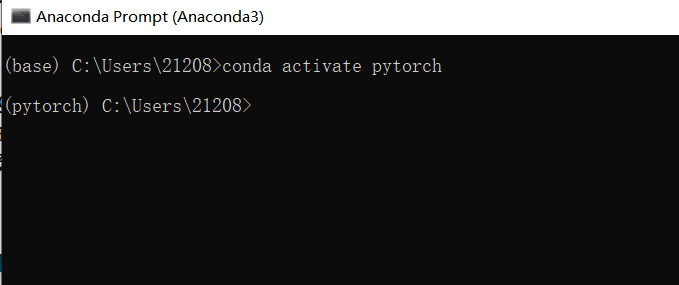 Anaconda Prompt (Anaconda3)
(base) C:\Users\21208>conda activate pytorch
(pytorch) C:\Users\21208>